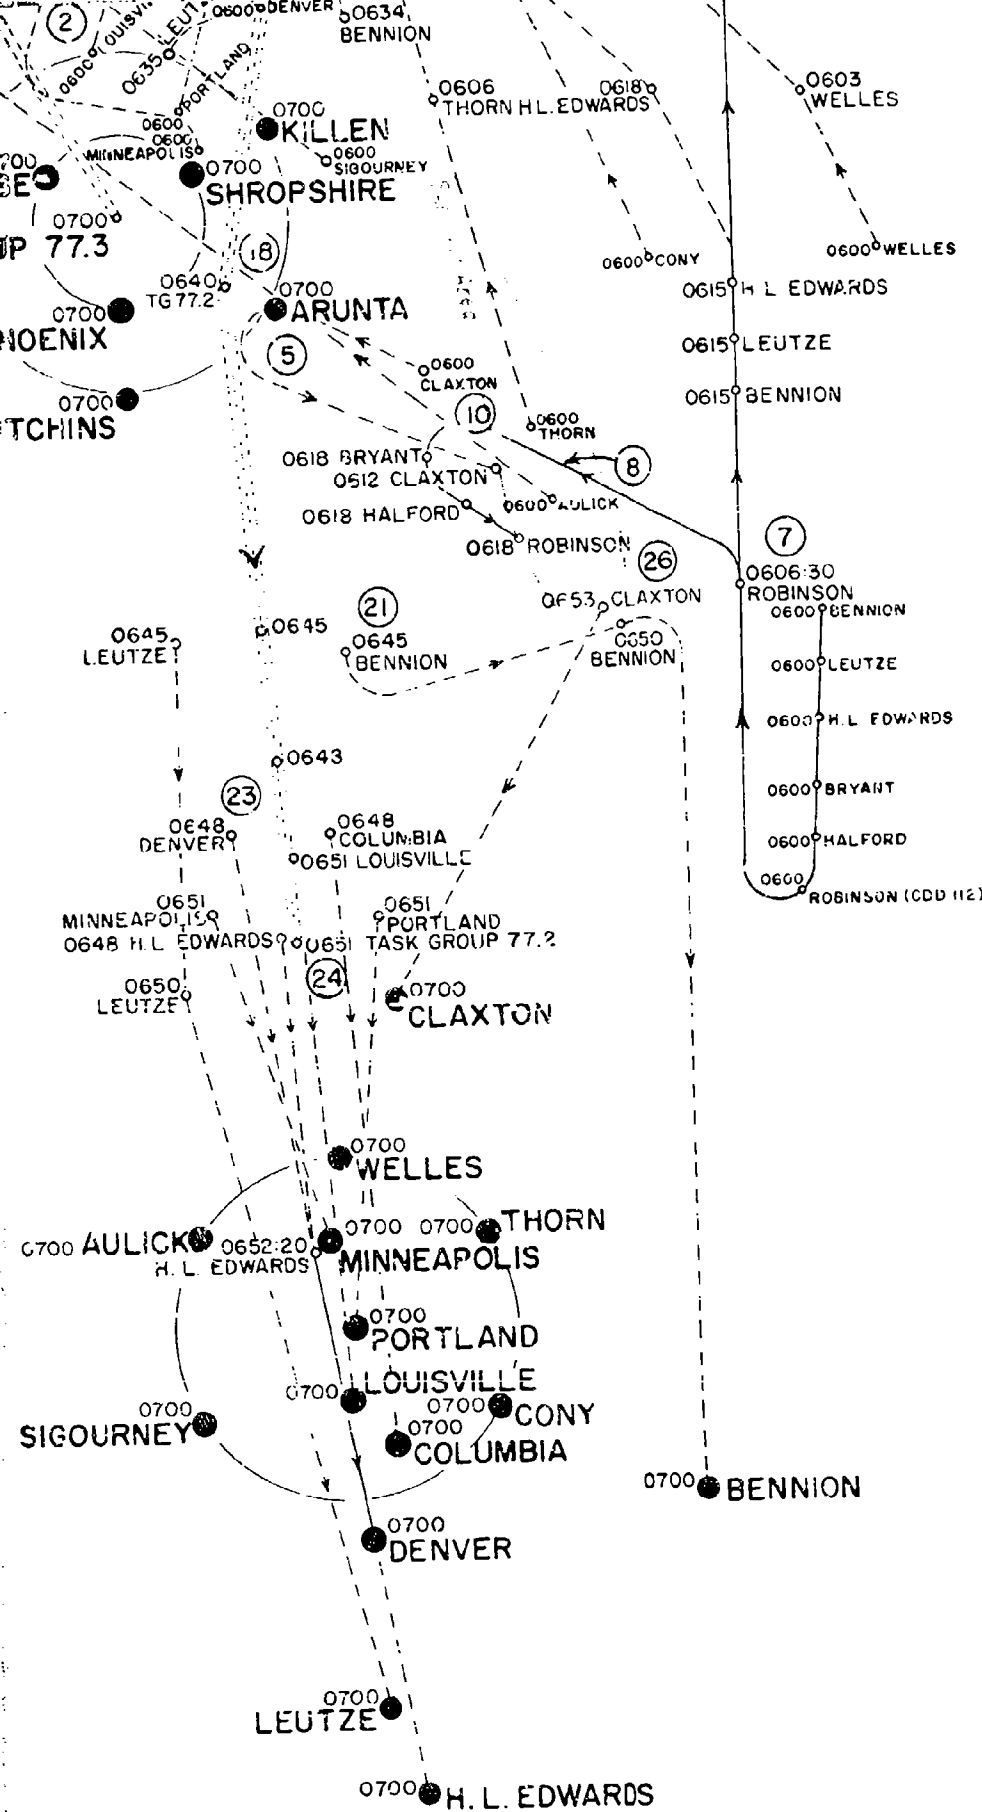 2
0600 DENVER
0634
BENNION
0635 LEUT
0600
PORTLAND
0600
0600
MINNEAPOLIS
0700
KILLEN
0600
SIGOURNEY
0700
SHROPSHIRE
0606
THORN
0618
H.L. EDWARDS
0603
WELLES
0600 CONY
0600 WELLES
0700
77.3
18
0640
TG 77.2
0700
ARUNTA
0700
HOENIX
0700
TCHINS
5
0600
CLAXTON
10
0600
THORN
0615 H L EDWARDS
0615 LEUTZE
0615 BENNION
0618 BRYANT
0612 CLAXTON
0618 HALFORD
0600 AULICK
0618 ROBINSON
8
7
26
0606:30
ROBINSON
0600 BENNION
0600 LEUTZE
0600 H.L. EDWARDS
0600 BRYANT
0600 HALFORD
0600
ROBINSON (CDD 112)
0653 CLAXTON
0650
BENNION
21
0645
LEUTZE
0645
0645
BENNION
0643
23
0648
DENVER
0648
COLUMBIA
0651 LOUISVILLE
0651
MINNEAPOLIS
0651
PORTLAND
0648 H.L. EDWARDS
0651 TASK GROUP 77.2
24
0650
LEUTZE
0700
CLAXTON
0700
WELLES
0700 AULICK
0652:20
H. L. EDWARDS
0700
MINNEAPOLIS
0700 THORN
0700
PORTLAND
0700 LOUISVILLE
0700
SIGOURNEY
0700 CONY
0700
COLUMBIA
0700 BENNION
0700
DENVER
0700
LEUTZE
0700 H. L. EDWARDS